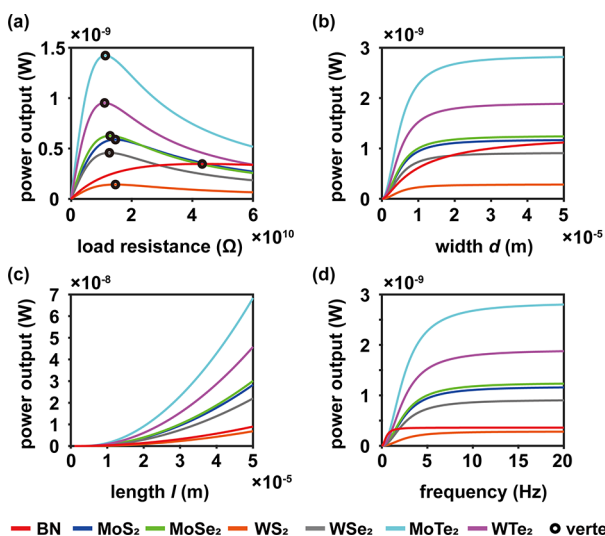 (a)
×10⁻⁹
1.5
1
0.5
0
power output (W)
0 2 4 6
load resistance (Ω)
×10¹⁰
(b)
×10⁻⁹
3
2
1
0
power output (W)
0 1 2 3 4 5
width d (m)
×10⁻⁵
(c)
×10⁻⁸
7
6
5
4
3
2
1
0
power output (W)
0 1 2 3 4 5
length l (m)
×10⁻⁵
(d)
×10⁻⁹
3
2
1
0
power output (W)
0 5 10 15 20
frequency (Hz)
BN MoS₂ MoSe₂ WS₂ WSe₂ MoTe₂ WTe₂ verte